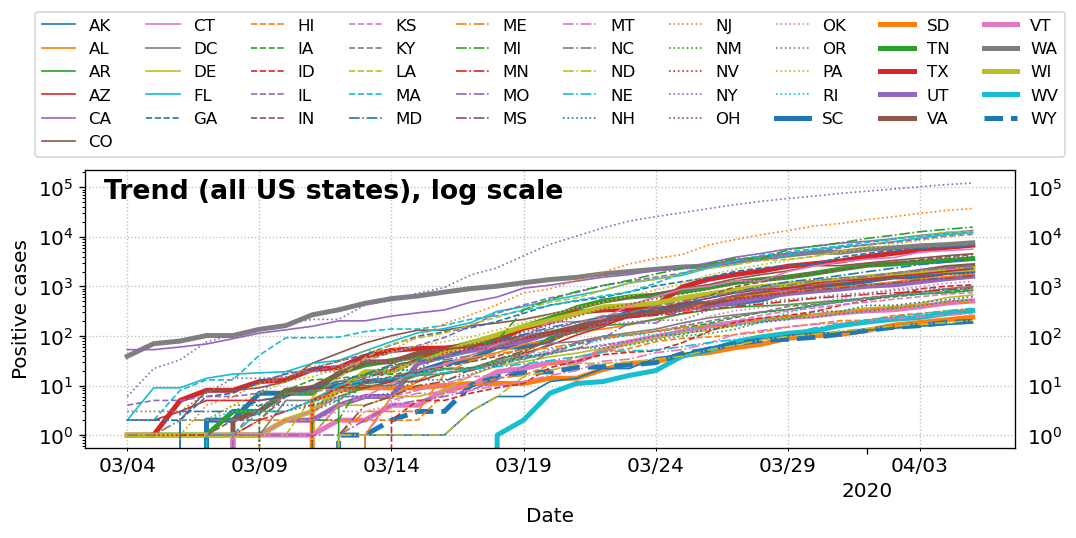 AK CT HI KS ME MT NJ OK SD VT
AL DC IA KY MI NC NM OR TN WA
AR DE ID LA MN ND NV PA TX WI
AZ FL IL MA MO NE NY RI UT WV
CA GA IN MD MS NH OH SC VA WY
CO
Trend (all US states), log scale
Positive cases
10⁵ 10⁵
10⁴ 10⁴
10³ 10³
10² 10²
10¹ 10¹
10⁰ 10⁰
03/04 03/09 03/14 03/19 03/24 03/29 04/03
2020
Date